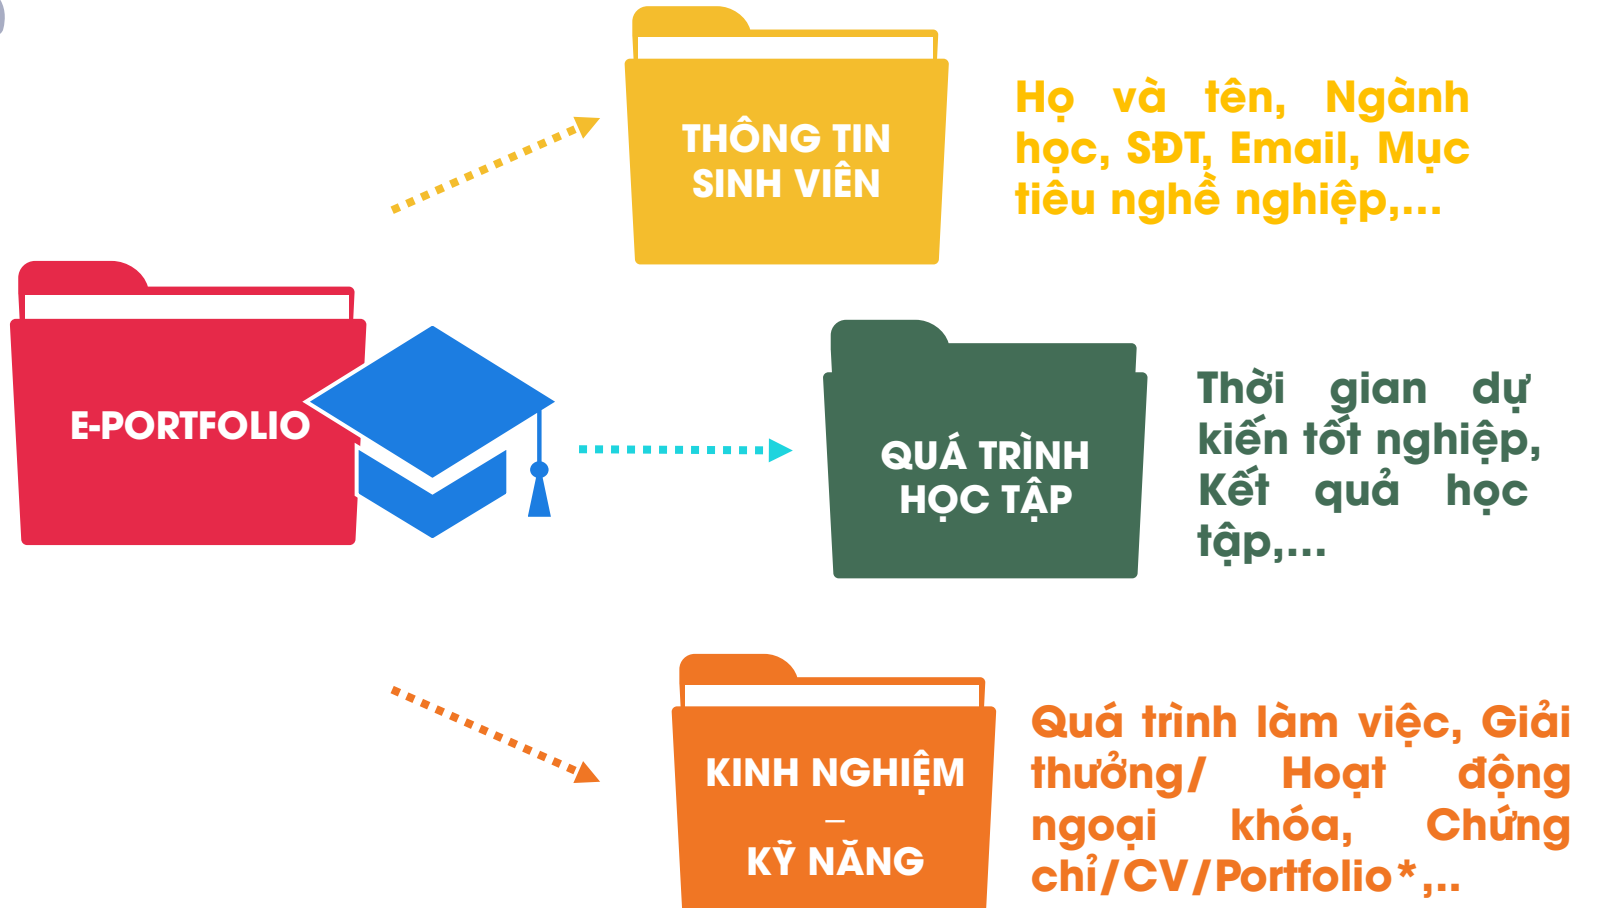 THÔNG TIN
SINH VIÊN
Họ và tên, Ngành
học, SĐT, Email, Mục
tiêu nghề nghiệp,...
E-PORTFOLIO
QUÁ TRÌNH
HỌC TẬP
Thời gian dự
kiến tốt nghiệp,
Kết quả học
tập,...
KINH NGHIỆM
–
KỸ NĂNG
Quá trình làm việc, Giải
thưởng/ Hoạt động
ngoại khóa, Chứng
chỉ/CV/Portfolio*,..